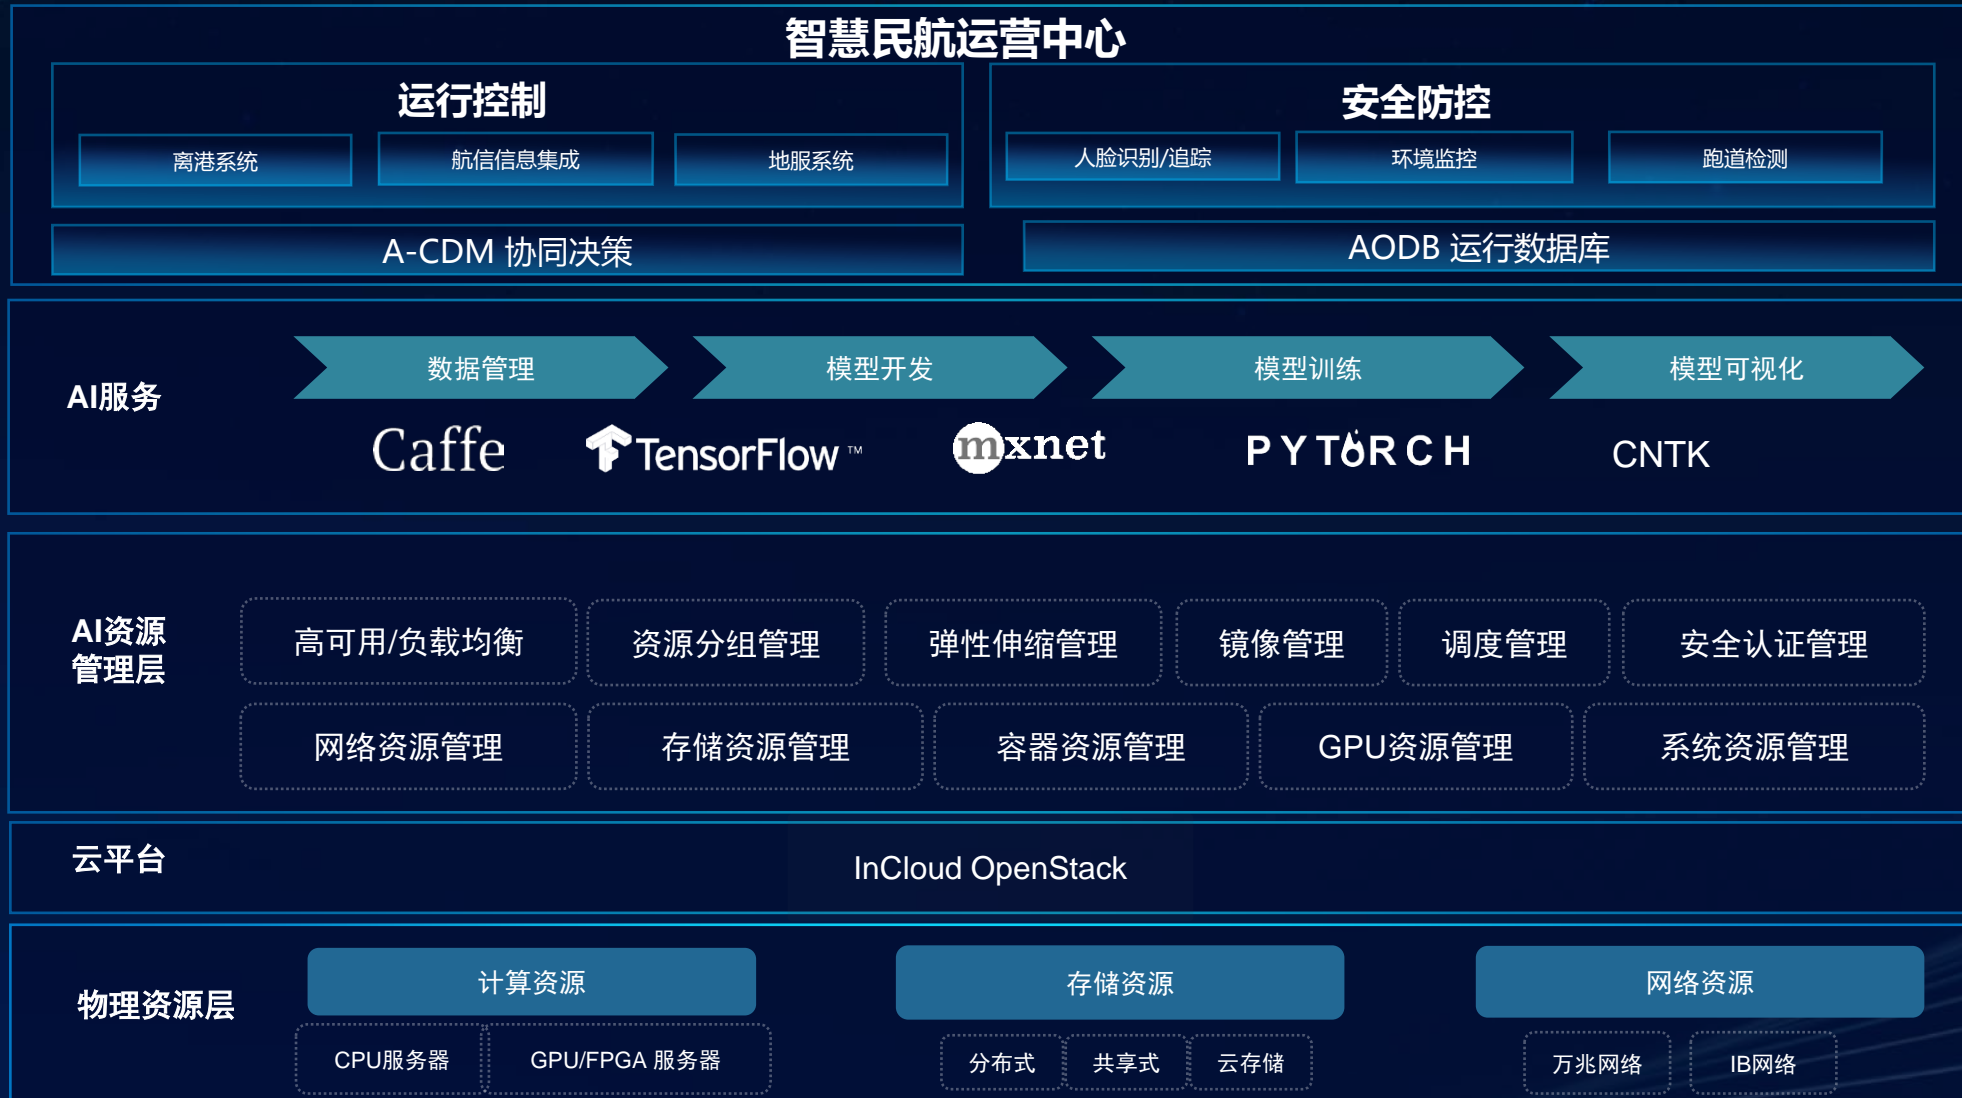 智慧民航运营中心
运行控制
离港系统
航信信息集成
地服系统
安全防控
人脸识别/追踪
环境监控
跑道检测
A-CDM 协同决策
AODB 运行数据库
AI服务
数据管理
模型开发
模型训练
模型可视化
Caffe
TensorFlow™
mxnet
PYTORCH
CNTK
AI资源
管理层
高可用/负载均衡
资源分组管理
弹性伸缩管理
镜像管理
调度管理
安全认证管理
网络资源管理
存储资源管理
容器资源管理
GPU资源管理
系统资源管理
云平台
InCloud OpenStack
物理资源层
计算资源
CPU服务器
GPU/FPGA 服务器
存储资源
分布式
共享式
云存储
网络资源
万兆网络
IB网络